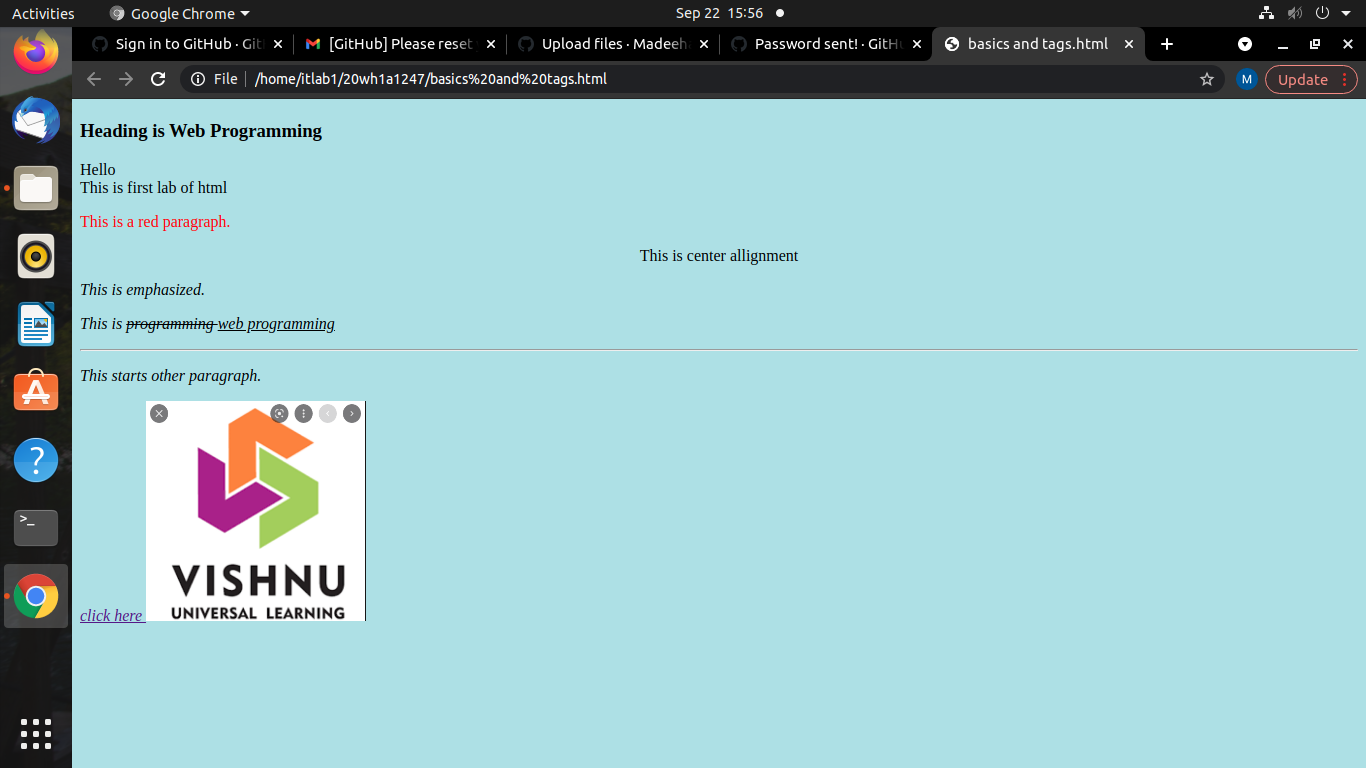 Activities Google Chrome Sep 22 15:56
Sign in to GitHub · Git [GitHub] Please reset Upload files · Madeeh Password sent! · GitHu basics and tags.html
File /home/itlab1/20wh1a1247/basics%20and%20tags.html M Update
Heading is Web Programming
Hello
This is first lab of html
This is a red paragraph.
This is center allignment
This is emphasized.
This is programming web programming
This starts other paragraph.
VISHNU
UNIVERSAL LEARNING
click here